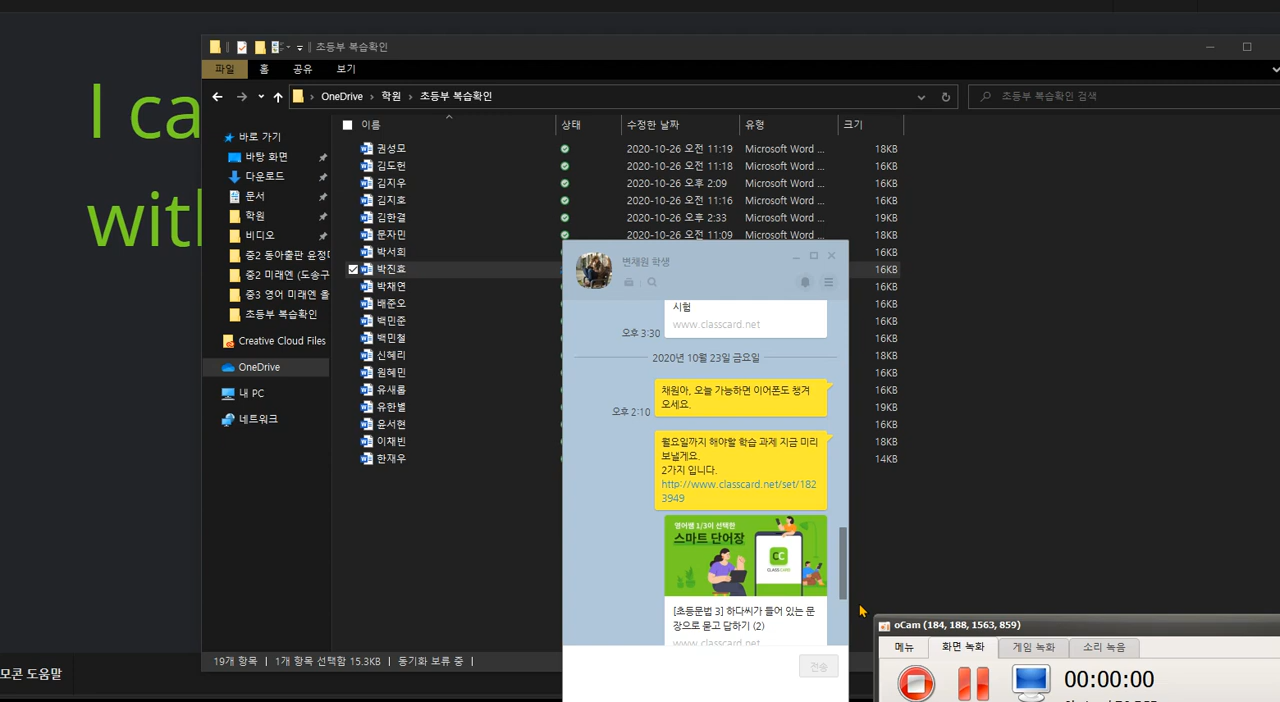 I ca
with
초등부 복습확인
파일 홈 공유 보기
OneDrive 학원 초등부 복습확인
초등부 복습확인 검색
이름 상태 수정한 날짜 유형 크기
바로 가기
바탕 화면
다운로드
문서
학원
비디오
중2 동아출판 윤정미
중2 미래엔 (도송구
중3 영어 미래엔 홀
초등부 복습확인
Creative Cloud Files
OneDrive
내 PC
네트워크
권성모 2020-10-26 오전 11:19 Microsoft Word ... 18KB
김도헌 2020-10-26 오전 11:18 Microsoft Word ... 16KB
김지우 2020-10-26 오후 2:09 Microsoft Word ... 16KB
김지호 2020-10-26 오전 11:16 Microsoft Word ... 16KB
김한결 2020-10-26 오후 2:33 Microsoft Word ... 19KB
문자민 2020-10-26 오전 11:09 Microsoft Word ... 16KB
박서희 16KB
박진효 16KB
박채연 16KB
배준오 16KB
백민준 16KB
백민철 16KB
신혜리 18KB
원혜민 16KB
유새롬 16KB
유한별 19KB
윤서현 16KB
이채빈 18KB
한재우 14KB
변채원 학생
시험
www.classcard.net
오후 3:30
2020년 10월 23일 금요일
채원아, 오늘 가능하면 이어폰도 챙겨
오세요.
오후 2:10
월요일까지 해야할 학습 과제 지금 미리
보낼게요.
2가지 입니다.
http://www.classcard.net/set/182
3949
영어쌤 1/3이 선택한
스마트 단어장
CC
CLASSCARD
[초등문법 3] 하다씨가 들어 있는 문
장으로 묻고 답하기 (2)
www.classcard.net
전송
19개 항목 1개 항목 선택함 15.3KB 동기화 보류 중
모콘 도움말
oCam (184, 188, 1563, 859)
메뉴 화면 녹화 게임 녹화 소리 녹음
00:00:00